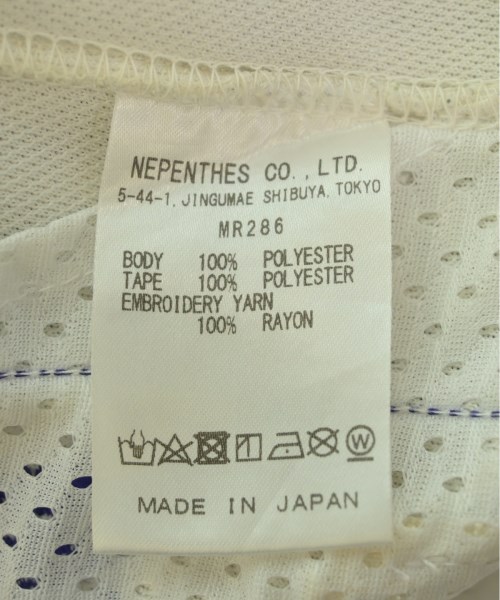 NEPENTHES CO., LTD.
5-44-1, JINGUMAE SHIBUYA, TOKYO
MR286
BODY 100% POLYESTER
TAPE 100% POLYESTER
EMBROIDERY YARN
100% RAYON
W
MADE IN JAPAN